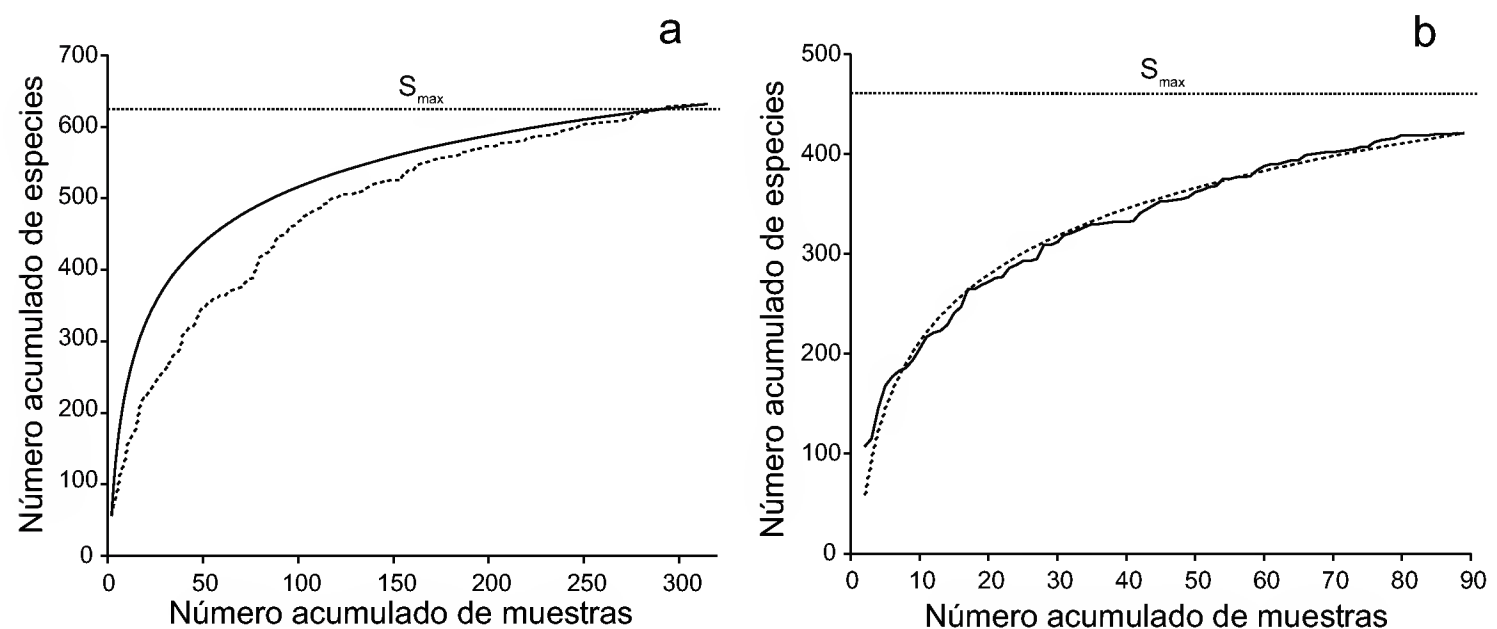 a
Número acumulado de especies
700
600
500
400
300
200
100
0
S max
0 50 100 150 200 250 300
Número acumulado de muestras
b
Número acumulado de especies
500
400
300
200
100
0
S max
0 10 20 30 40 50 60 70 80 90
Número acumulado de muestras